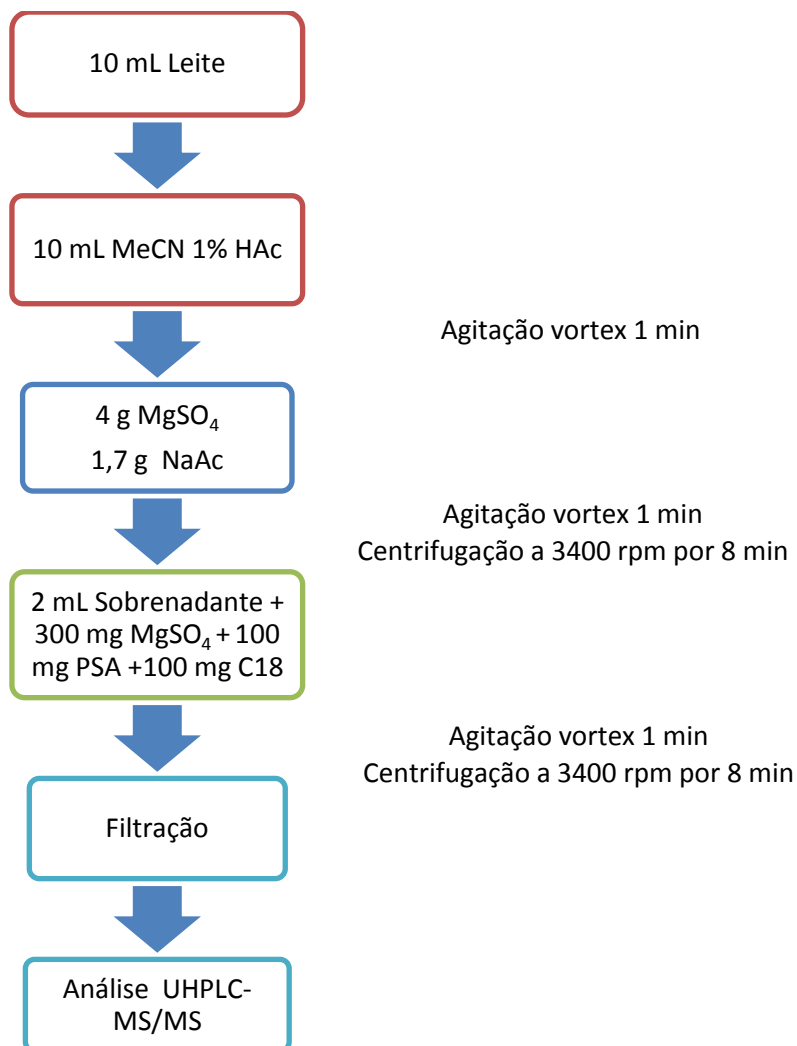 10 mL Leite
10 mL MeCN 1% HAc
Agitação vortex 1 min
4 g MgSO₄
1,7 g NaAc
Agitação vortex 1 min
Centrifugação a 3400 rpm por 8 min
2 mL Sobrenadante +
300 mg MgSO₄ + 100
mg PSA +100 mg C18
Agitação vortex 1 min
Centrifugação a 3400 rpm por 8 min
Filtração
Análise UHPLC-
MS/MS